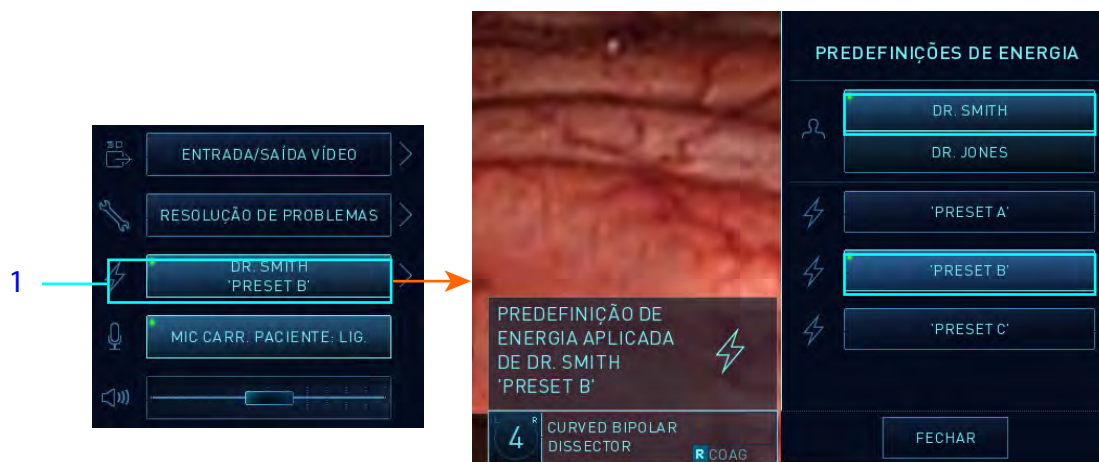 1
3D
ENTRADA/SAÍDA VÍDEO
RESOLUÇÃO DE PROBLEMAS
DR. SMITH
'PRESET B'
MIC CARR. PACIENTE: LIG.
PREDEFINIÇÃO DE
ENERGIA APLICADA
DE DR. SMITH
'PRESET B'
4
R
CURVED BIPOLAR
DISSECTOR
R COAG
PREDEFINIÇÕES DE ENERGIA
DR. SMITH
DR. JONES
'PRESET A'
'PRESET B'
'PRESET C'
FECHAR